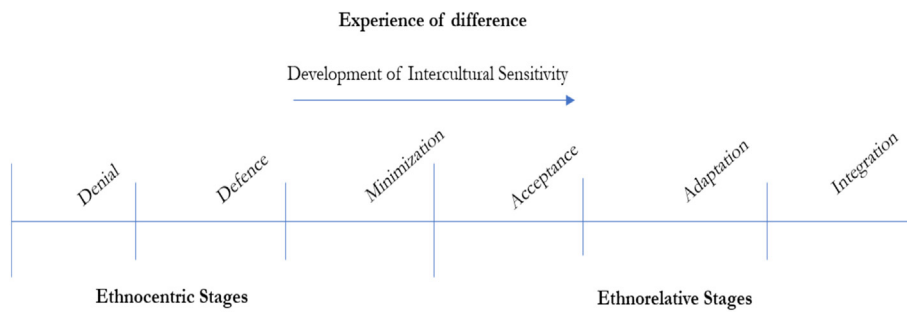 Experience of difference
Development of Intercultural Sensitivity
Denial
Defence
Minimization
Acceptance
Adaptation
Integration
Ethnocentric Stages
Ethnorelative Stages